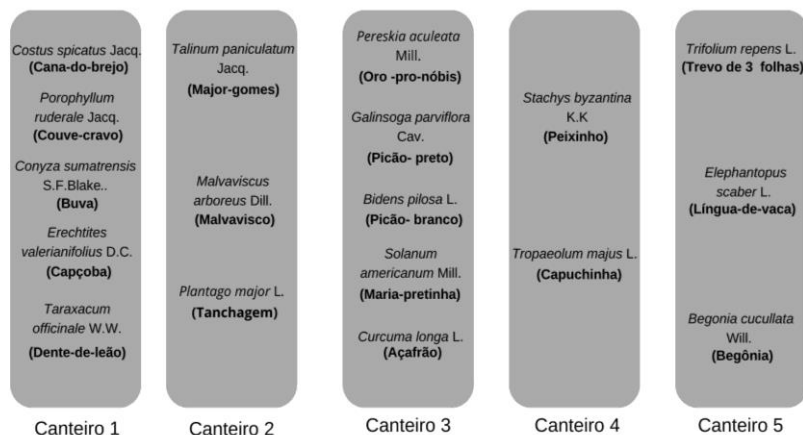 Costus spicatus Jacq.
(Cana-do-brejo)
Porophyllum
ruderale Jacq.
(Couve-cravo)
Conyza sumatrensis
S.F.Blake..
(Buva)
Erechtites
valerianifolius D.C.
(Capçoba)
Taraxacum
officinale W.W.
(Dente-de-leão)
Canteiro 1
Talinum paniculatum
Jacq.
(Major-gomes)
Malvaviscus
arboreus Dill.
(Malvavisco)
Plantago major L.
(Tanchagem)
Canteiro 2
Pereskia aculeata
Mill.
(Oro -pro-nóbis)
Galinsoga parviflora
Cav.
(Picão- preto)
Bidens pilosa L.
(Picão- branco)
Solanum
americanum Mill.
(Maria-pretinha)
Curcuma longa L.
(Açafrão)
Canteiro 3
Stachys byzantina
K.K
(Peixinho)
Tropaeolum majus L.
(Capuchinha)
Canteiro 4
Trifolium repens L.
(Trevo de 3 folhas)
Elephantopus
scaber L.
(Língua-de-vaca)
Begonia cucullata
Will.
(Begônia)
Canteiro 5